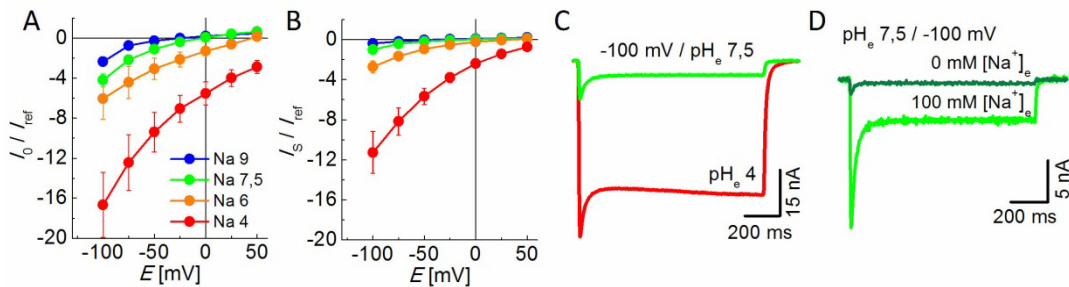 A
I0 / Iref
0
-4
-8
-12
-16
-20
Na 9
Na 7,5
Na 6
Na 4
-100
-50
0
50
E [mV]
B
IS / Iref
0
-4
-8
-12
-16
-20
-100
-50
0
50
E [mV]
C
-100 mV / pHe 7,5
pHe 4
15 nA
200 ms
D
pHe 7,5 / -100 mV
0 mM [Na+]e
100 mM [Na+]e
5 nA
200 ms